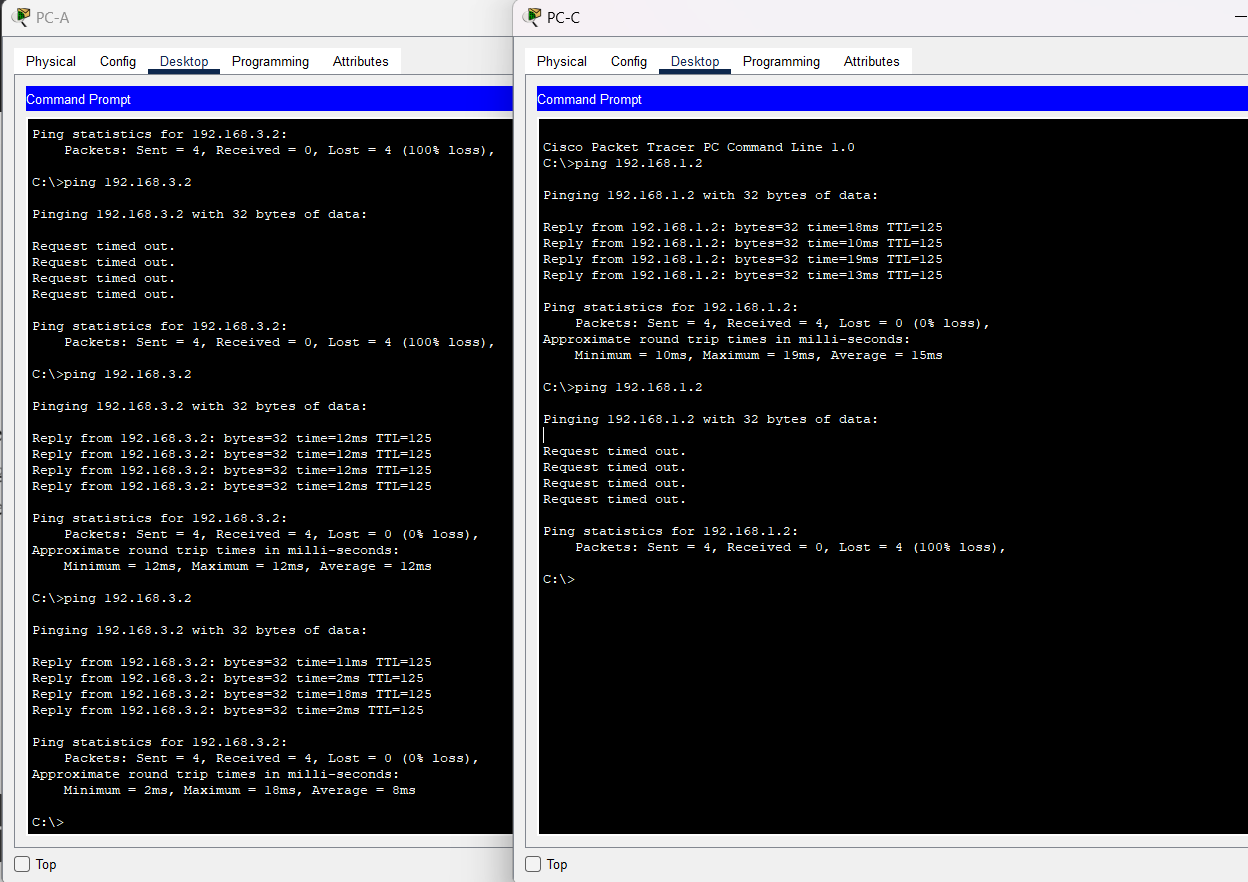 PC-A
Physical Config Desktop Programming Attributes
Command Prompt
Ping statistics for 192.168.3.2:
Packets: Sent = 4, Received = 0, Lost = 4 (100% loss),
C:\>ping 192.168.3.2
Pinging 192.168.3.2 with 32 bytes of data:
Request timed out.
Request timed out.
Request timed out.
Request timed out.
Ping statistics for 192.168.3.2:
Packets: Sent = 4, Received = 0, Lost = 4 (100% loss),
C:\>ping 192.168.3.2
Pinging 192.168.3.2 with 32 bytes of data:
Reply from 192.168.3.2: bytes=32 time=12ms TTL=125
Reply from 192.168.3.2: bytes=32 time=12ms TTL=125
Reply from 192.168.3.2: bytes=32 time=12ms TTL=125
Reply from 192.168.3.2: bytes=32 time=12ms TTL=125
Ping statistics for 192.168.3.2:
Packets: Sent = 4, Received = 4, Lost = 0 (0% loss),
Approximate round trip times in milli-seconds:
Minimum = 12ms, Maximum = 12ms, Average = 12ms
C:\>ping 192.168.3.2
Pinging 192.168.3.2 with 32 bytes of data:
Reply from 192.168.3.2: bytes=32 time=11ms TTL=125
Reply from 192.168.3.2: bytes=32 time=2ms TTL=125
Reply from 192.168.3.2: bytes=32 time=18ms TTL=125
Reply from 192.168.3.2: bytes=32 time=2ms TTL=125
Ping statistics for 192.168.3.2:
Packets: Sent = 4, Received = 4, Lost = 0 (0% loss),
Approximate round trip times in milli-seconds:
Minimum = 2ms, Maximum = 18ms, Average = 8ms
C:\>
Top
PC-C
Physical Config Desktop Programming Attributes
Command Prompt
Cisco Packet Tracer PC Command Line 1.0
C:\>ping 192.168.1.2
Pinging 192.168.1.2 with 32 bytes of data:
Reply from 192.168.1.2: bytes=32 time=18ms TTL=125
Reply from 192.168.1.2: bytes=32 time=10ms TTL=125
Reply from 192.168.1.2: bytes=32 time=19ms TTL=125
Reply from 192.168.1.2: bytes=32 time=13ms TTL=125
Ping statistics for 192.168.1.2:
Packets: Sent = 4, Received = 4, Lost = 0 (0% loss),
Approximate round trip times in milli-seconds:
Minimum = 10ms, Maximum = 19ms, Average = 15ms
C:\>ping 192.168.1.2
Pinging 192.168.1.2 with 32 bytes of data:
Request timed out.
Request timed out.
Request timed out.
Request timed out.
Ping statistics for 192.168.1.2:
Packets: Sent = 4, Received = 0, Lost = 4 (100% loss),
C:\>
Top